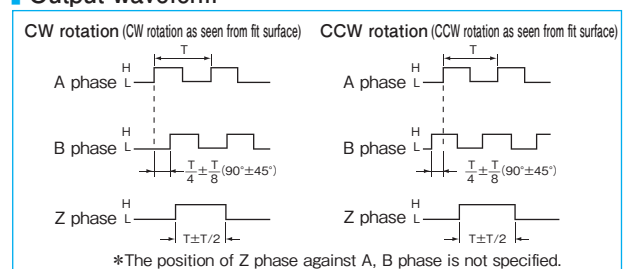 Output waveform
CW rotation (CW rotation as seen from fit surface)
T
A phase H L
B phase H L
T/4±T/8(90°±45°)
Z phase H L
T±T/2
CCW rotation (CCW rotation as seen from fit surface)
T
A phase H L
B phase H L
T/4±T/8(90°±45°)
Z phase H L
T±T/2
*The position of Z phase against A, B phase is not specified.